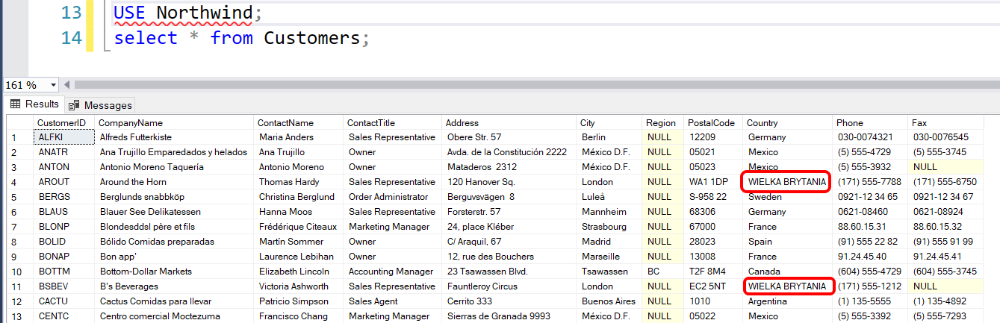 13 USE Northwind;
14 select * from Customers;
161 %
Results Messages
CustomerID CompanyName ContactName ContactTitle Address City Region PostalCode Country Phone Fax
1 ALFKI Alfreds Futterkiste Maria Anders Sales Representative Obere Str. 57 Berlin NULL 12209 Germany 030-0074321 030-0076545
2 ANATR Ana Trujillo Emparedados y helados Ana Trujillo Owner Avda. de la Constitución 2222 México D.F. NULL 05021 Mexico (5) 555-4729 (5) 555-3745
3 ANTON Antonio Moreno Taquería Antonio Moreno Owner Mataderos 2312 México D.F. NULL 05023 Mexico (5) 555-3932 NULL
4 AROUT Around the Horn Thomas Hardy Sales Representative 120 Hanover Sq. London NULL WA1 1DP WIELKA BRYTANIA (171) 555-7788 (171) 555-6750
5 BERGS Berglunds snabbköp Christina Berglund Order Administrator Berguvsvägen 8 Luleå NULL S-958 22 Sweden 0921-12 34 65 0921-12 34 67
6 BLAUS Blauer See Delikatessen Hanna Moos Sales Representative Forsterstr. 57 Mannheim NULL 68306 Germany 0621-08460 0621-08924
7 BLONP Blondesddsl père et fils Frédérique Citeaux Marketing Manager 24, place Kléber Strasbourg NULL 67000 France 88.60.15.31 88.60.15.32
8 BOLID Bólido Comidas preparadas Martín Sommer Owner C/ Araquil, 67 Madrid NULL 28023 Spain (91) 555 22 82 (91) 555 91 99
9 BONAP Bon app' Laurence Lebihan Owner 12, rue des Bouchers Marseille NULL 13008 France 91.24.45.40 91.24.45.41
10 BOTTM Bottom-Dollar Markets Elizabeth Lincoln Accounting Manager 23 Tsawassen Blvd. Tsawassen BC T2F 8M4 Canada (604) 555-4729 (604) 555-3745
11 BSBEV B's Beverages Victoria Ashworth Sales Representative Fauntleroy Circus London NULL EC2 5NT WIELKA BRYTANIA (171) 555-1212 NULL
12 CACTU Cactus Comidas para llevar Patricio Simpson Sales Agent Cerrito 333 Buenos Aires NULL 1010 Argentina (1) 135-5555 (1) 135-4892
13 CENTC Centro comercial Moctezuma Francisco Chang Marketing Manager Sierras de Granada 9993 México D.F. NULL 05022 Mexico (5) 555-3392 (5) 555-7293